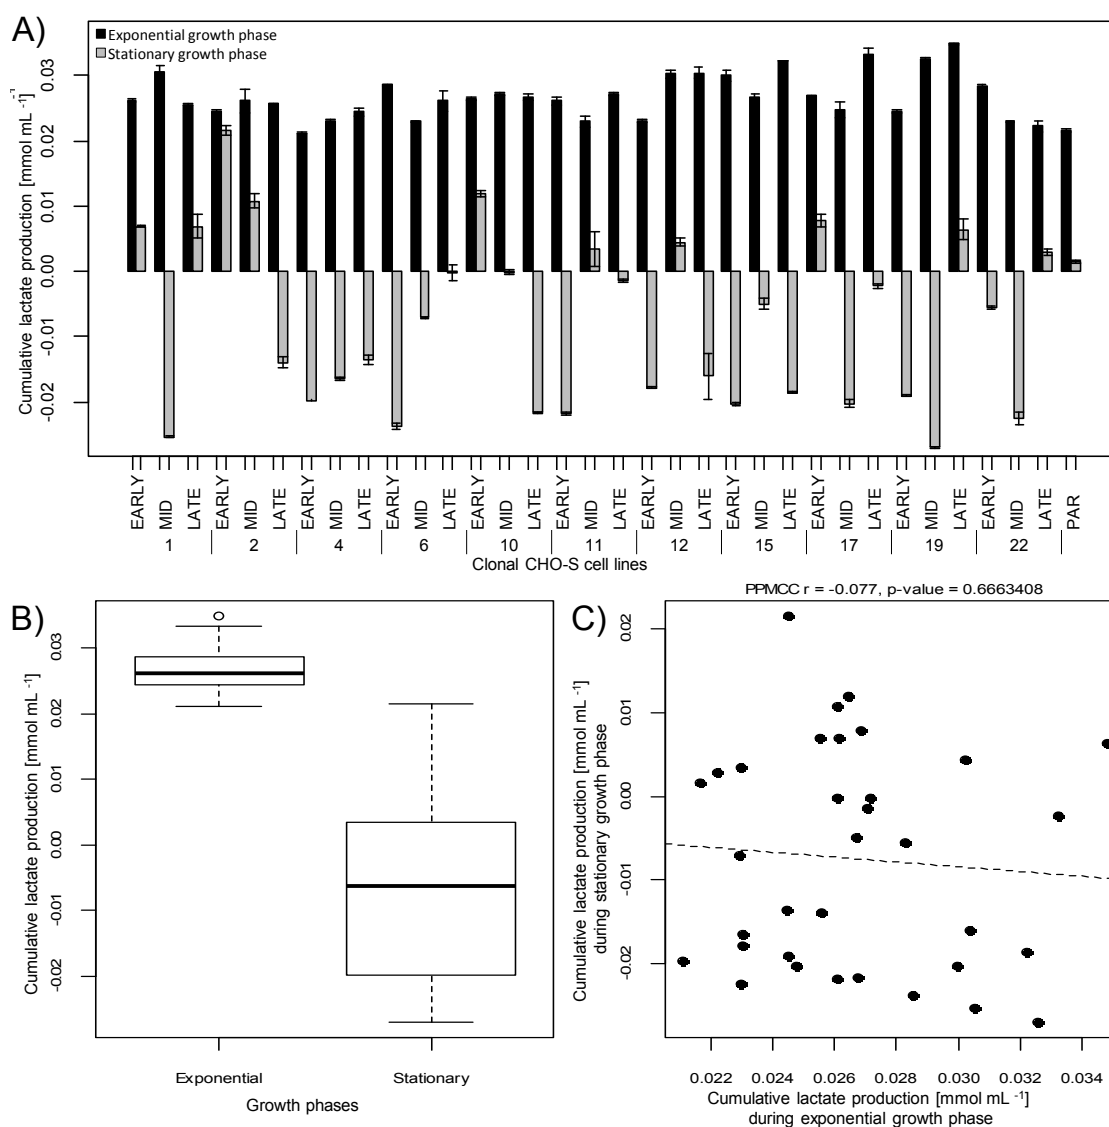 A)
Exponential growth phase
Stationary growth phase
Cumulative lactate production [mmol mL -1]
0.03
0.02
0.01
0.00
-0.01
-0.02
EARLY MID LATE EARLY MID LATE EARLY MID LATE EARLY MID LATE EARLY MID LATE EARLY MID LATE EARLY MID LATE EARLY MID LATE EARLY MID LATE EARLY MID LATE EARLY MID LATE PAR
1 2 4 6 10 11 12 15 17 19 22
Clonal CHO-S cell lines
B)
Cumulative lactate production [mmol mL -1]
0.03
0.02
0.01
0.00
-0.01
-0.02
Exponential Stationary
Growth phases
C)
PPMCC r = -0.077, p-value = 0.6663408
Cumulative lactate production [mmol mL -1]
during stationary growth phase
0.02
0.01
0.00
-0.01
-0.02
0.022 0.024 0.026 0.028 0.030 0.032 0.034
Cumulative lactate production [mmol mL -1]
during exponential growth phase